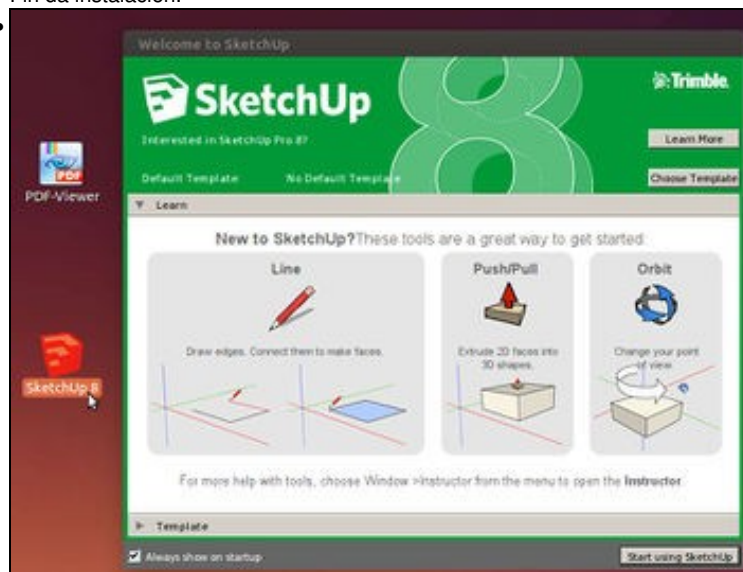 Fin da instalación.
Welcome to SketchUp
SketchUp
8
Trimble.
Interested in SketchUp Pro 8?
Learn More
Default Template
No Default Template
Choose Template
Learn
New to SketchUp? These tools are a great way to get started:
Line
Push/Pull
Orbit
Draw edges. Connect them to make faces.
Extrude 2D faces into
3D shapes.
Change your point
of view.
For more help with tools, choose Window >Instructor from the menu to open the Instructor
Template
Always show on startup
Start using SketchUp
PDF
PDF-Viewer
SketchUp 8